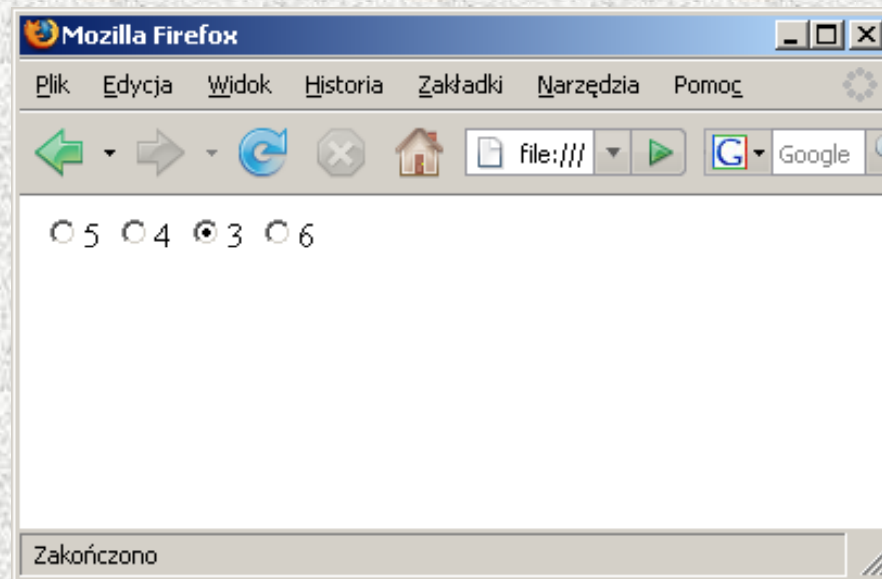 Mozilla Firefox
Plik Edycja Widok Historia Zakładki Narzędzia Pomoc
file:/// G Google
5 4 3 6
Zakończono